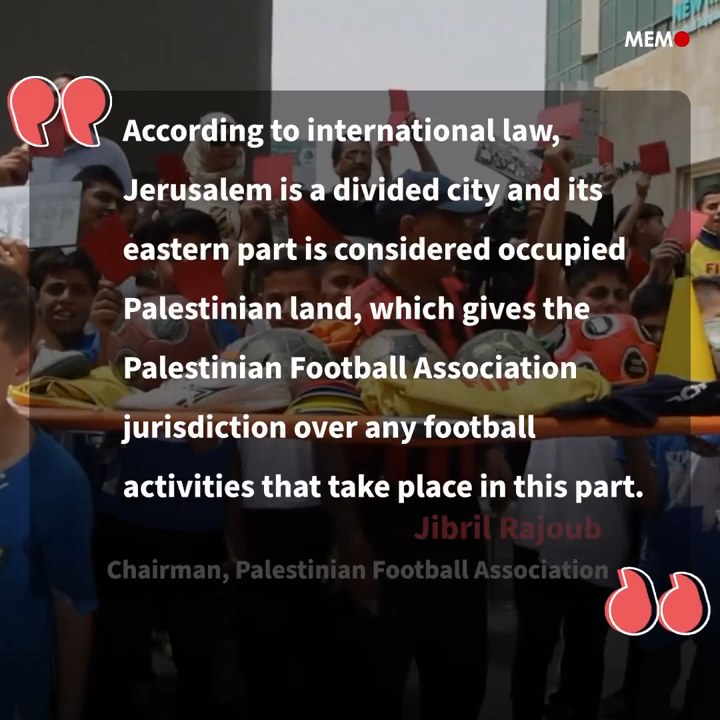 MEMO
According to international law,
Jerusalem is a divided city and its
eastern part is considered occupied
Palestinian land, which gives the
Palestinian Football Association
jurisdiction over any football
activities that take place in this part.
Jibril Rajoub
Chairman, Palestinian Football Association